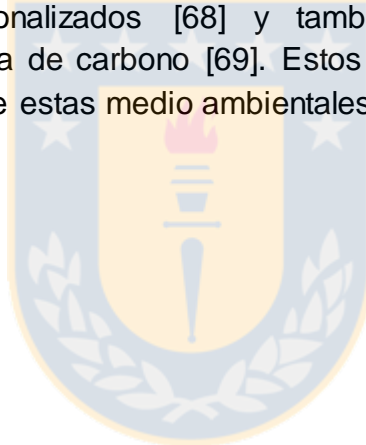 onalizados [68] y tamb
a de carbono [69]. Estos
e estas medio ambientales